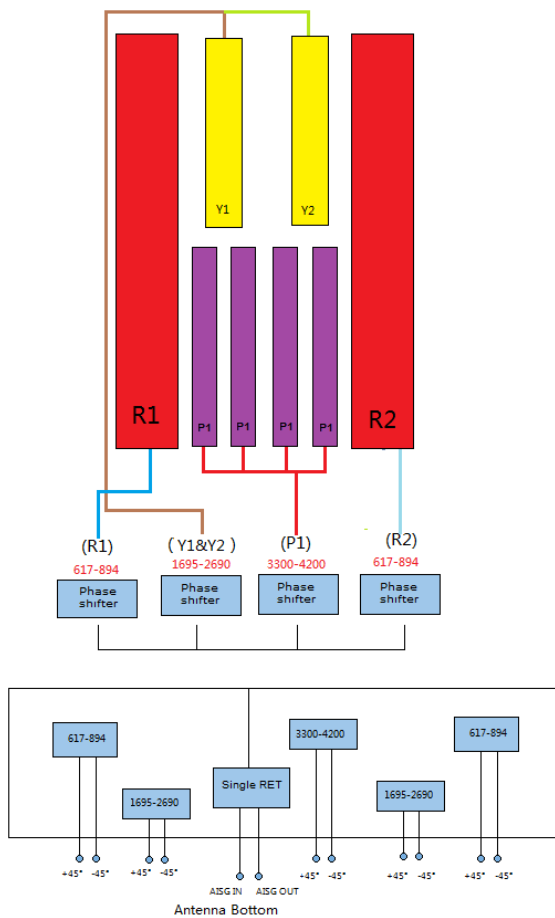 Y1
Y2
R1
P1
P1
P1
P1
R2
(R1)
(Y1&Y2)
(P1)
(R2)
617-894
1695-2690
3300-4200
617-894
Phase
shifter
Phase
shifter
Phase
shifter
Phase
shifter
617-894
3300-4200
617-894
Single RET
1695-2690
1695-2690
+45°
-45°
+45°
-45°
+45°
-45°
+45°
-45°
+45°
-45°
AISG IN
AISG OUT
Antenna Bottom